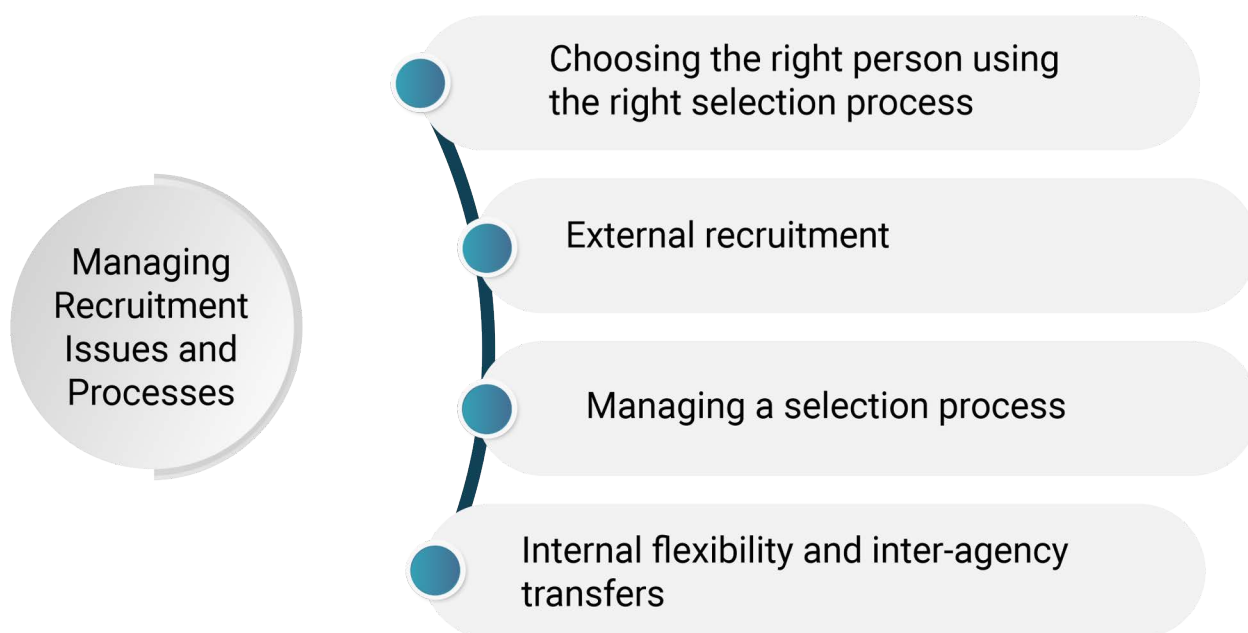 Managing
Recruitment
Issues and
Processes
Choosing the right person using
the right selection process
External recruitment
Managing a selection process
Internal flexibility and inter-agency
transfers